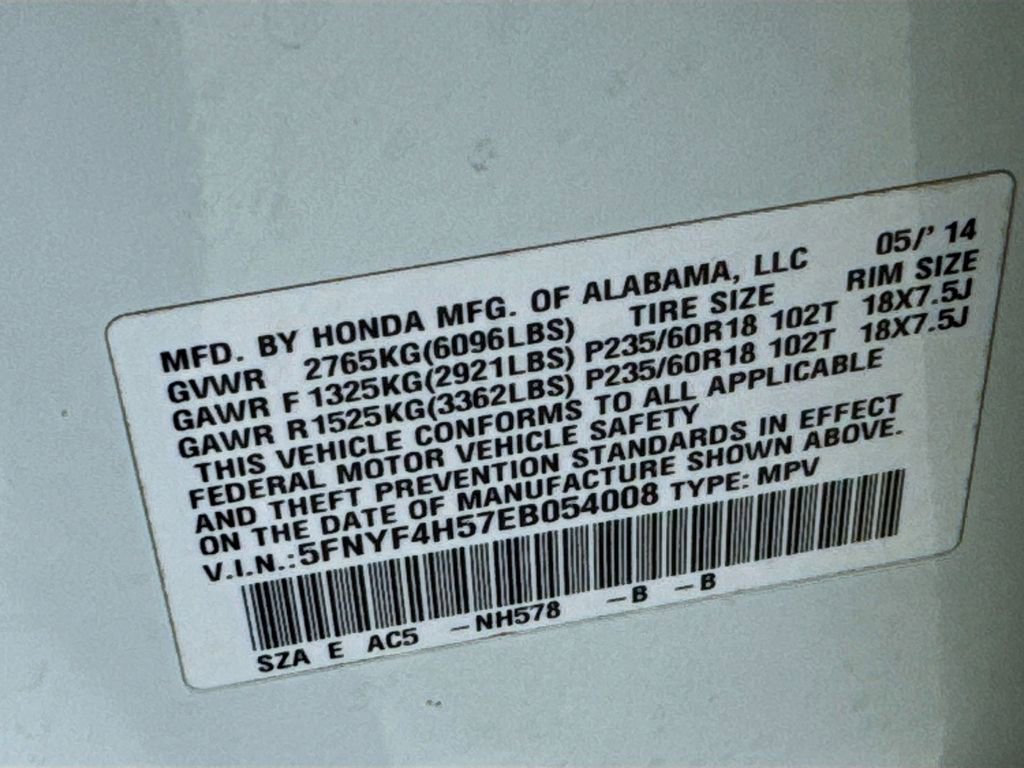 MFD. BY HONDA MFG. OF ALABAMA, LLC 05/' 14
GVWR 2765KG(6096LBS) TIRE SIZE RIM SIZE
GAWR F 1325KG(2921LBS) P235/60R18 102T 18X7.5J
GAWR R 1525KG(3362LBS) P235/60R18 102T 18X7.5J
THIS VEHICLE CONFORMS TO ALL APPLICABLE
FEDERAL MOTOR VEHICLE SAFETY
AND THEFT PREVENTION STANDARDS IN EFFECT
ON THE DATE OF MANUFACTURE SHOWN ABOVE.
V.I.N.:5FNYF4H57EB054008 TYPE: MPV
SZA E AC5 -NH578 -B -B